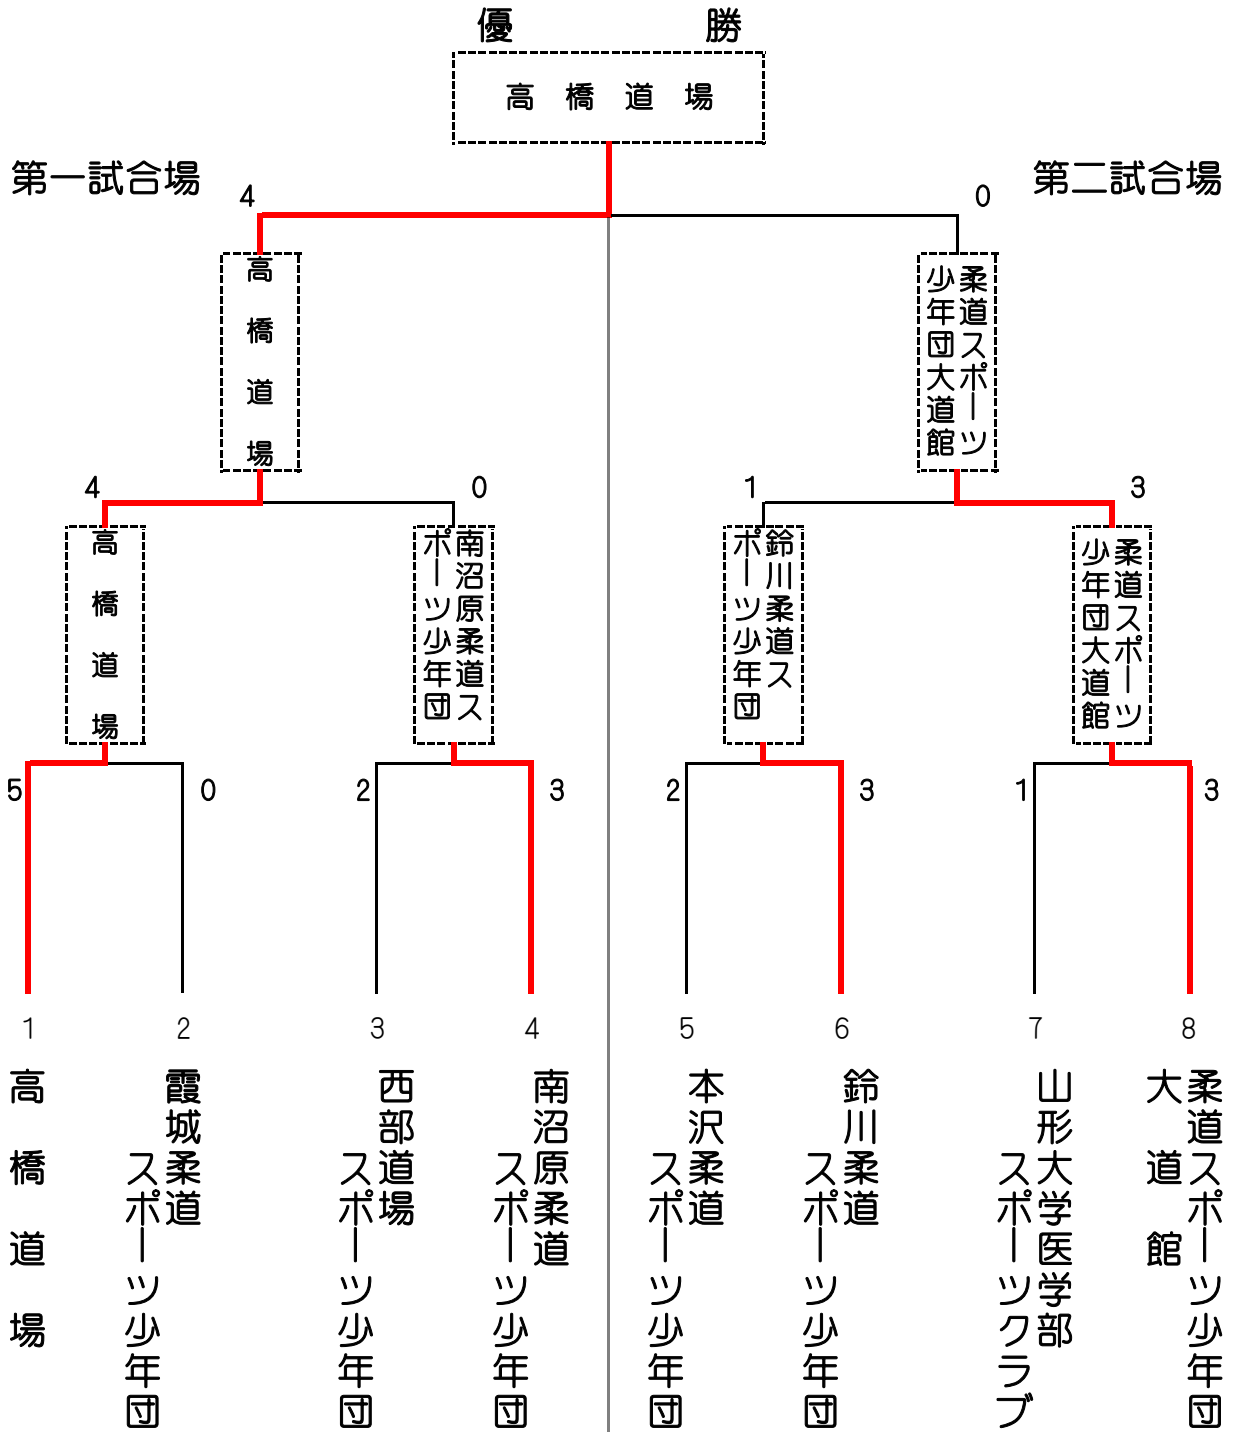 優勝
高橋道場
第一試合場
第二試合場
4
0
高橋道場
柔道スポーツ
少年団大道館
4
0
1
3
高橋道場
南沼原柔道ス
ポーツ少年団
鈴川柔道ス
ポーツ少年団
柔道スポーツ
少年団大道館
5
0
2
3
2
3
1
3
1
2
3
4
5
6
7
8
高橋道場
霞城柔道
スポーツ少年団
西部道場
スポーツ少年団
南沼原柔道
スポーツ少年団
本沢柔道
スポーツ少年団
鈴川柔道
スポーツ少年団
山形大学医学部
スポーツクラブ
柔道スポーツ少年団
大道館